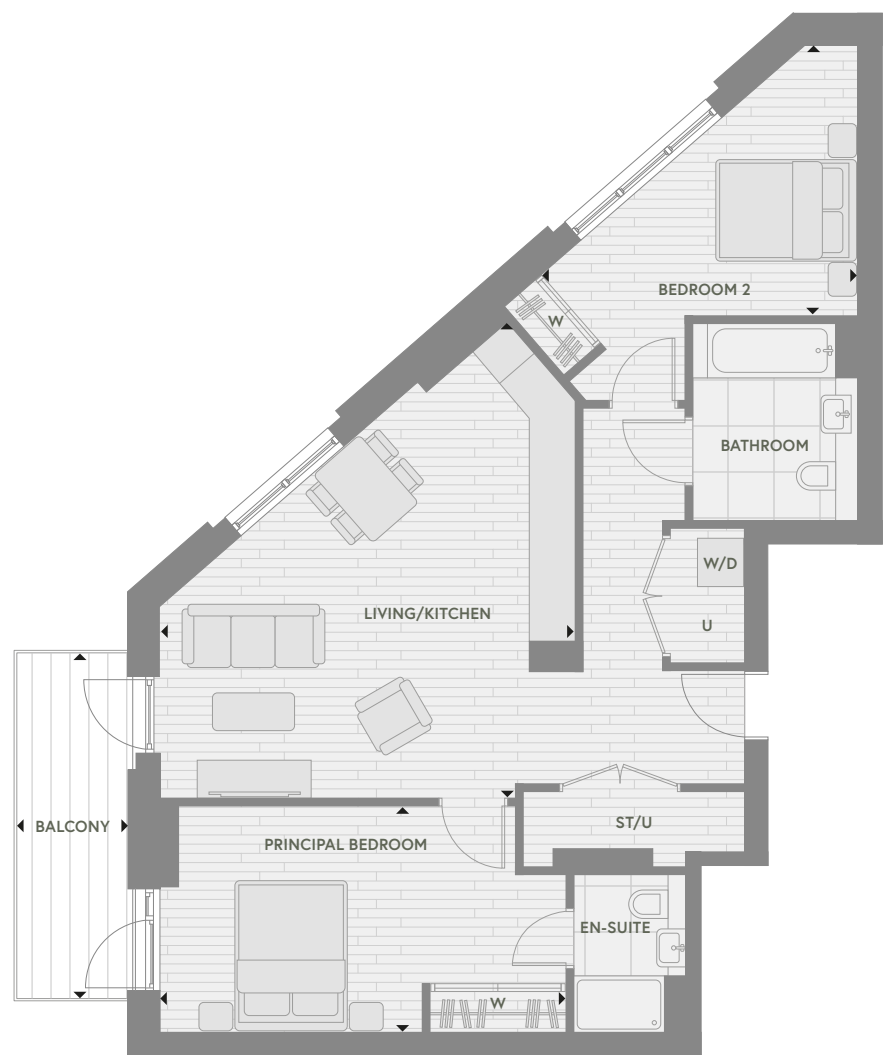 BEDROOM 2
W
BATHROOM
W/D
LIVING/KITCHEN
U
ST/U
BALCONY
PRINCIPAL BEDROOM
EN-SUITE
W